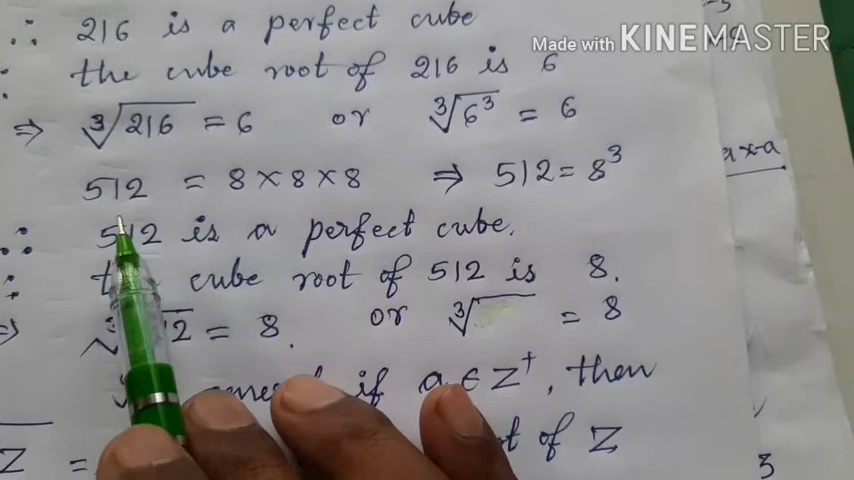 ∴ 216 is a perfect cube
Made with KINEMASTER
∴ the cube root of 216 is 6
⇒ ∛216 = 6 or ∛6³ = 6
512 = 8 × 8 × 8 ⇒ 512 = 8³
a×a
∴ 512 is a perfect cube.
∴ cube root of 512 is 8.
⇒ = 8. or ∛ = 8
if a ∈ Z⁺, then
of Z
Z =
3